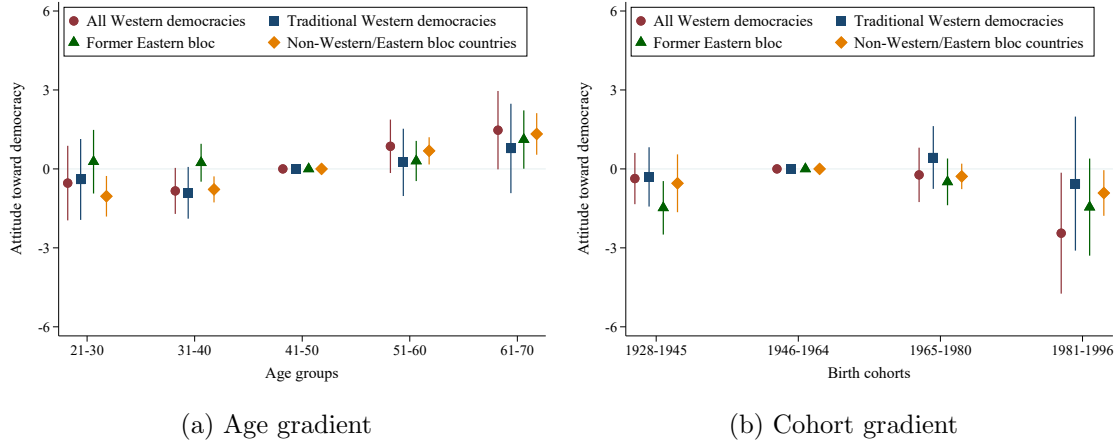 All Western democracies
Traditional Western democracies
Former Eastern bloc
Non-Western/Eastern bloc countries
Attitude toward democracy
6
3
0
-3
-6
21-30
31-40
41-50
51-60
61-70
Age groups
(a) Age gradient
All Western democracies
Traditional Western democracies
Former Eastern bloc
Non-Western/Eastern bloc countries
Attitude toward democracy
6
3
0
-3
-6
1928-1945
1946-1964
1965-1980
1981-1996
Birth cohorts
(b) Cohort gradient